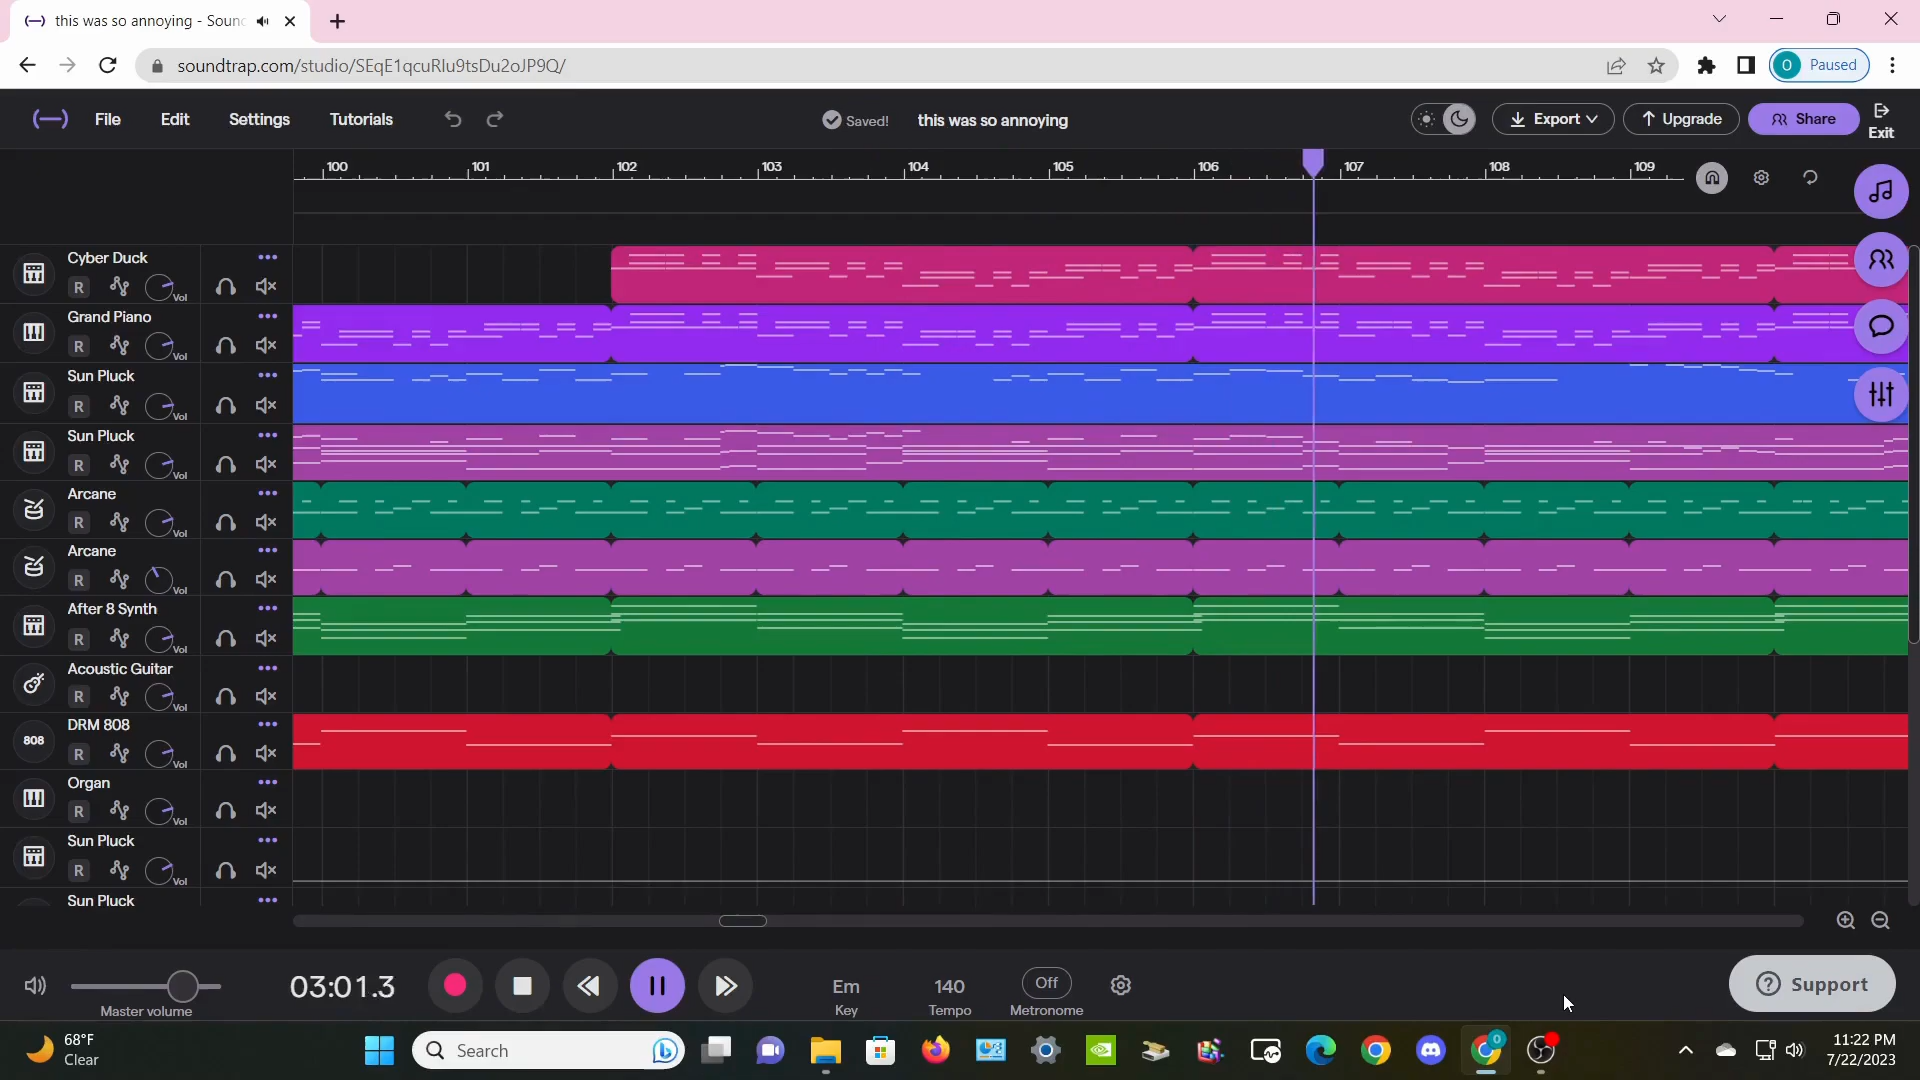 this was so annoying - Soun
soundtrap.com/studio/SEqE1qcuRIu9tsDu2oJP9Q/
Paused
File Edit Settings Tutorials
Saved!
this was so annoying
Export
Upgrade
Share
Exit
100 101 102 103 104 105 106 107 108 109
Cyber Duck
R Vol
Grand Piano
R Vol
Sun Pluck
R Vol
Sun Pluck
R Vol
Arcane
R Vol
Arcane
R Vol
After 8 Synth
R Vol
Acoustic Guitar
R Vol
808
DRM 808
R Vol
Organ
R Vol
Sun Pluck
R Vol
Sun Pluck
Master volume
03:01.3
Em
Key
140
Tempo
Off
Metronome
Support
68°F
Clear
Search
11:22 PM
7/22/2023